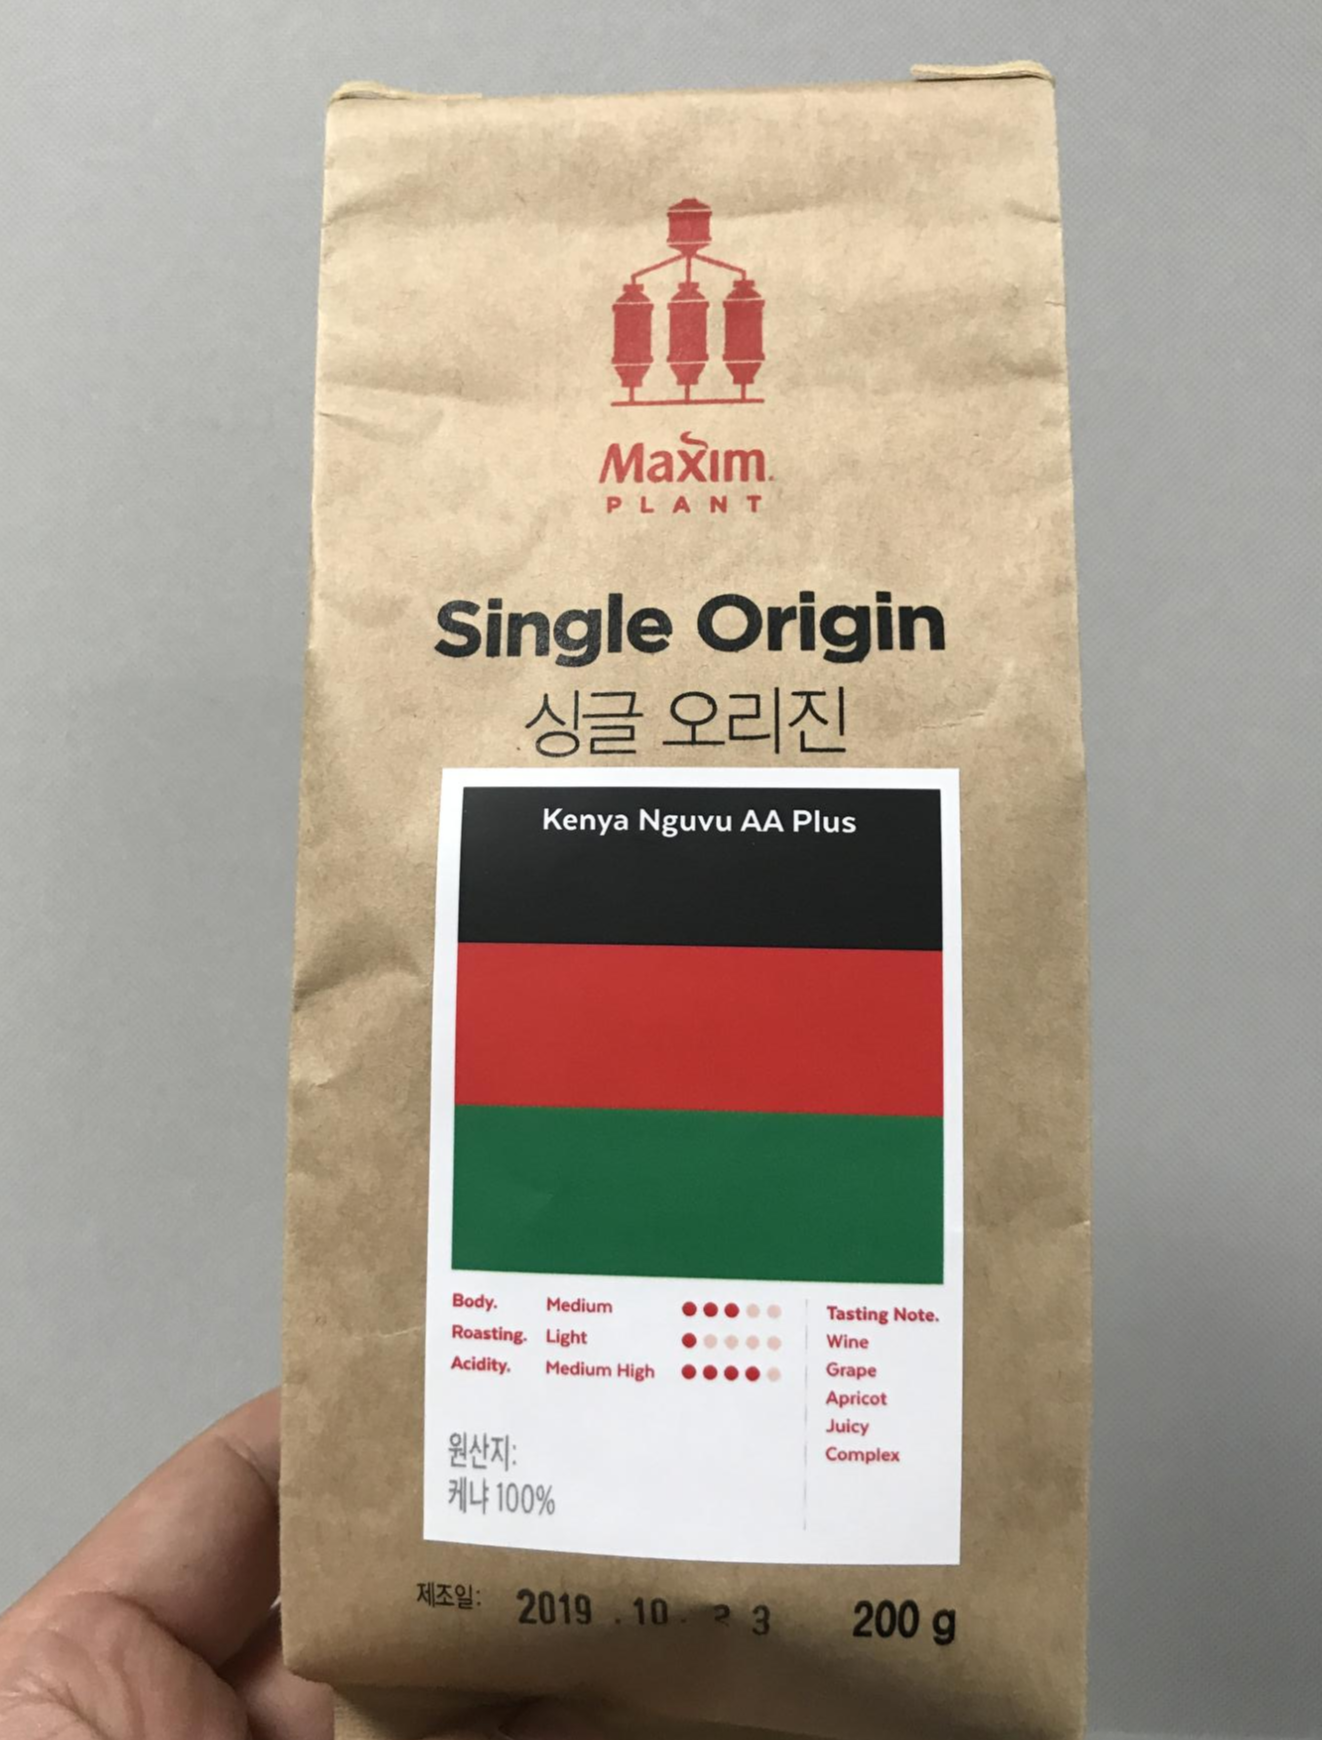 Maxim
PLANT
Single Origin
싱글 오리진
Kenya Nguvu AA Plus
Body. Medium
Roasting. Light
Acidity. Medium High
Tasting Note.
Wine
Grape
Apricot
Juicy
Complex
원산지:
케냐 100%
제조일: 2019 . 10 . 23 200 g